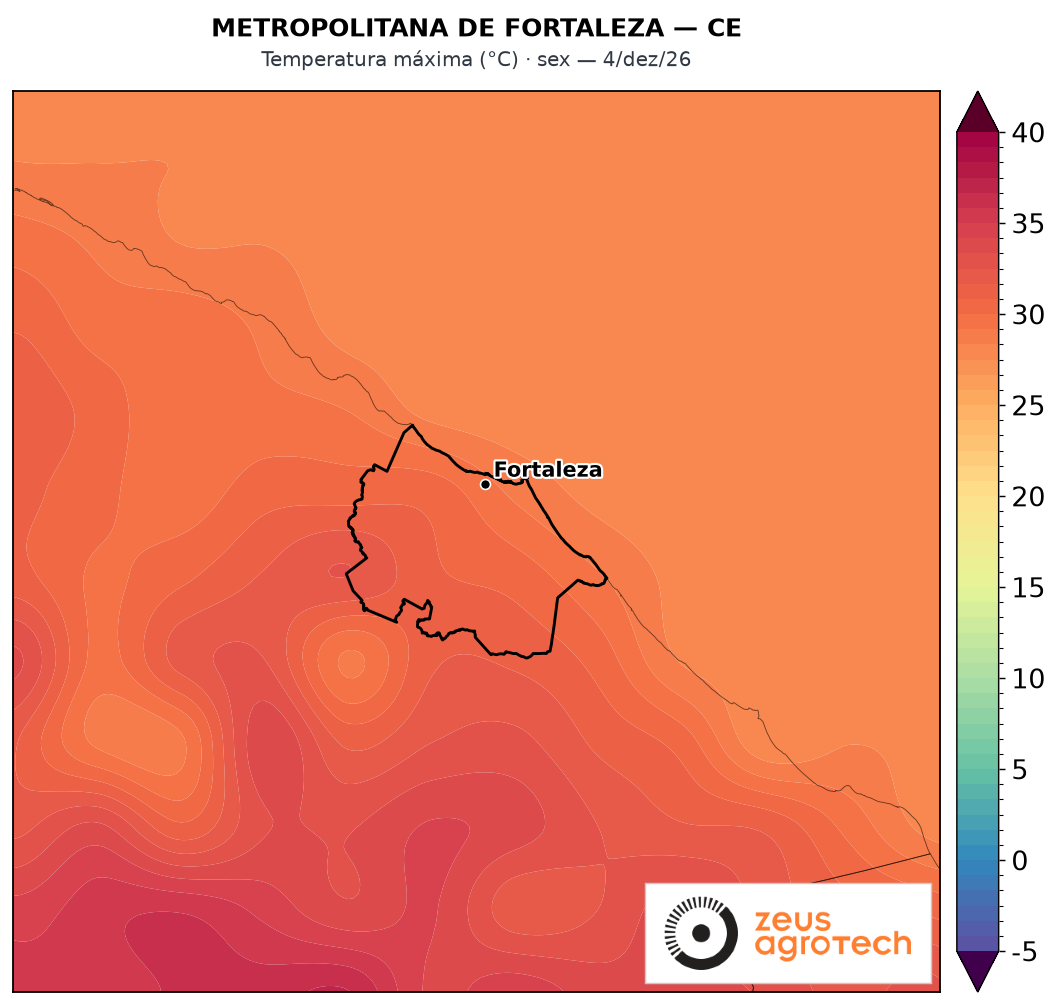 METROPOLITANA DE FORTALEZA — CE
Temperatura máxima (°C) · sex — 4/dez/26
Fortaleza
40
35
30
25
20
15
10
5
0
-5
zeus
agrotech